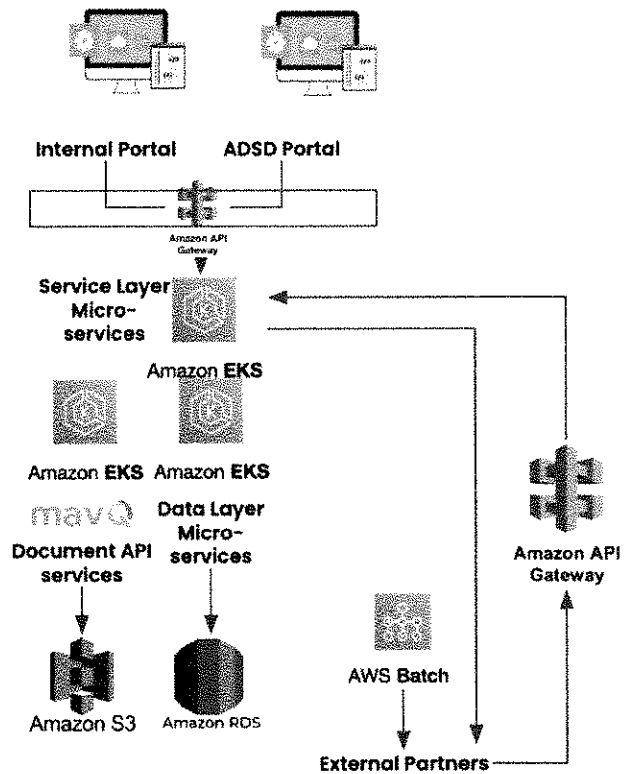 Internal Portal
ADSD Portal
Amazon API
Gateway
Service Layer
Micro-
services
Amazon EKS
Amazon EKS
Amazon EKS
mavQ
Document API
services
Data Layer
Micro-
services
Amazon S3
Amazon RDS
AWS Batch
External Partners
Amazon API
Gateway